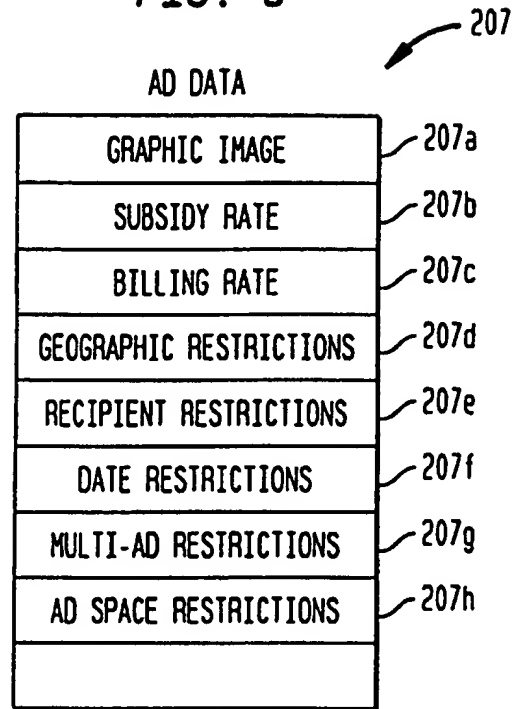 207
AD DATA
GRAPHIC IMAGE 207a
SUBSIDY RATE 207b
BILLING RATE 207c
GEOGRAPHIC RESTRICTIONS 207d
RECIPIENT RESTRICTIONS 207e
DATE RESTRICTIONS 207f
MULTI-AD RESTRICTIONS 207g
AD SPACE RESTRICTIONS 207h